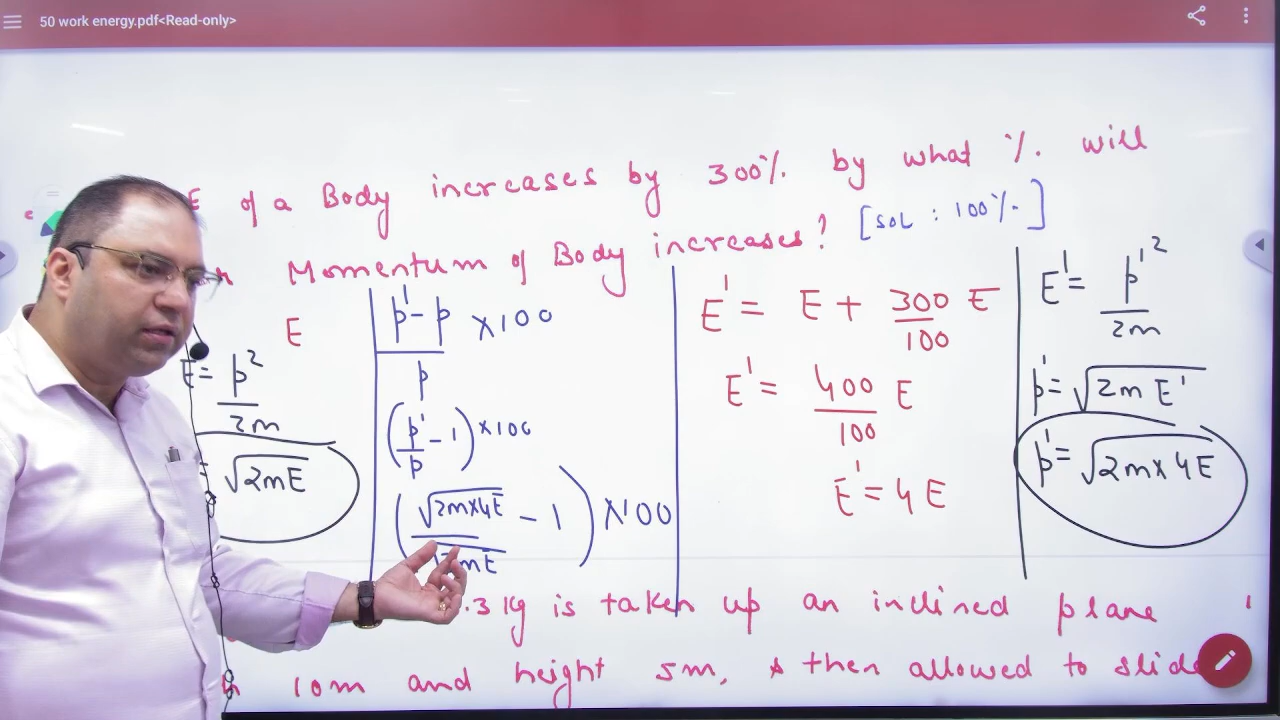 50 work energy.pdf<Read-only>
E of a Body increases by 300% by what %. will
Momentum of Body increases? [SOL : 100%.]
E
E = p²
2m
= √2mE
p' - p ×100
p
(p' - 1) ×100
p
(√2m×4E - 1) ×100
√2mE
E' = E + 300 E
100
E' = 400 E
100
E' = 4E
E' = p'²
2m
p' = √2mE'
p' = √2m×4E
.3 kg is taken up an inclined plane
10m and height 5m, & then allowed to slide